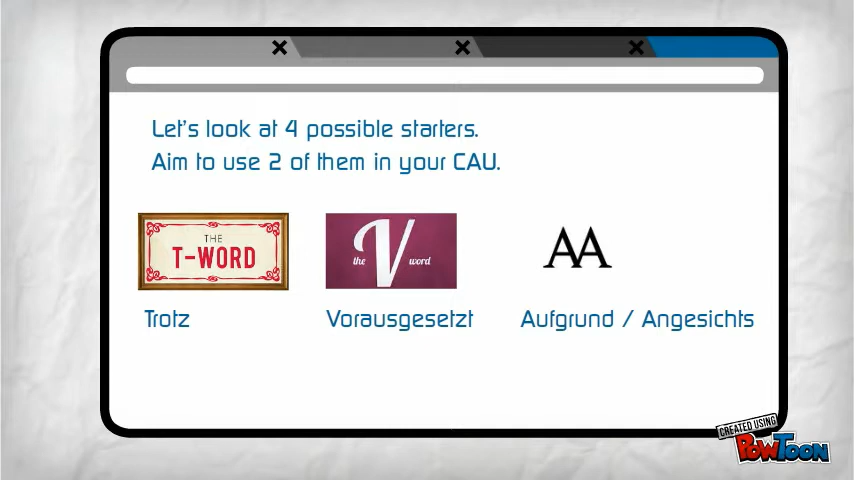 Let's look at 4 possible starters.
Aim to use 2 of them in your CAU.
THE
T-WORD
the V word
AA
Trotz
Vorausgesetzt
Aufgrund / Angesichts
CREATED USING
POWTOON